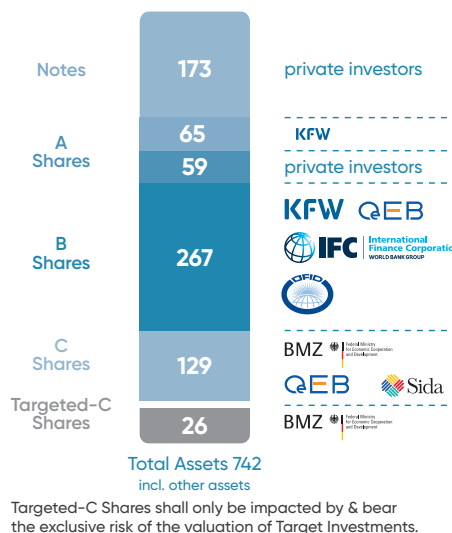 Notes
173
private investors
A
Shares
65
KFW
59
private investors
B
Shares
267
KFW OeEB
IFC International
Finance Corporatio
WORLD BANK GROUP
OFID
C
Shares
129
BMZ Federal Ministry
for Economic Cooperation
and Development
OeEB Sida
Targeted-C
Shares
26
BMZ Federal Ministry
for Economic Cooperation
and Development
Total Assets 742
incl. other assets
Targeted-C Shares shall only be impacted by & bear
the exclusive risk of the valuation of Target Investments.